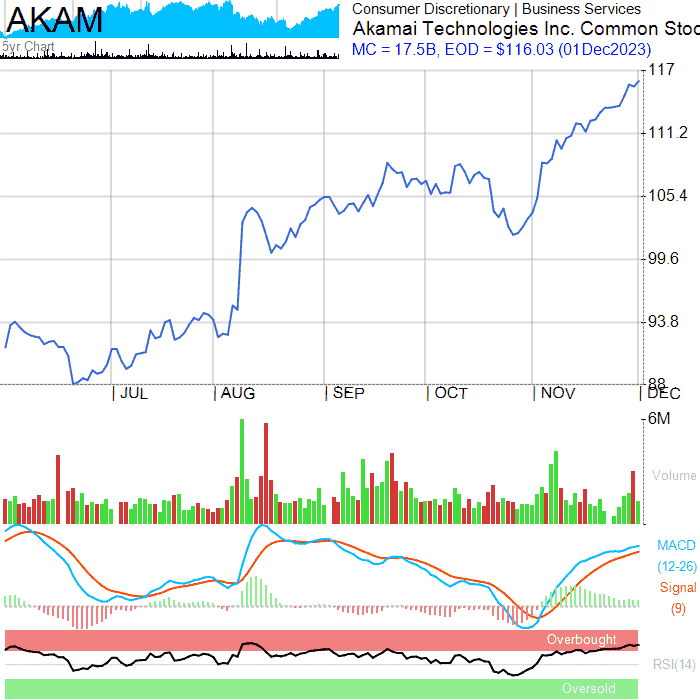 AKAM
5yr Chart
Consumer Discretionary | Business Services
Akamai Technologies Inc. Common Stoc
MC = 17.5B, EOD = $116.03 (01Dec2023)
117
111.2
105.4
99.6
93.8
88
JUL AUG SEP OCT NOV DEC
6M
Volume
MACD
(12-26)
Signal
(9)
Overbought
RSI(14)
Oversold